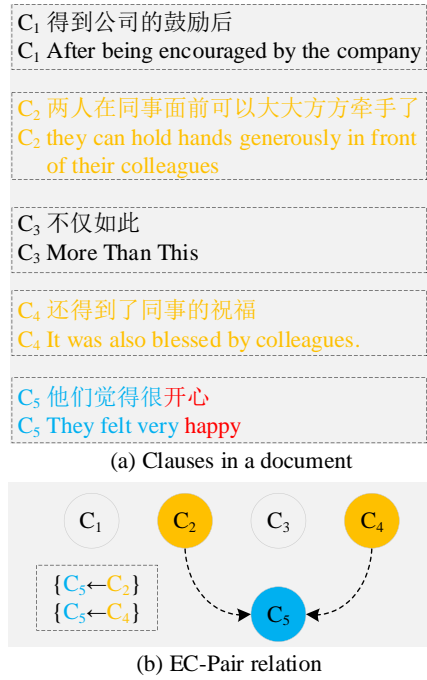 C₁ 得到公司的鼓励后
C₁ After being encouraged by the company
C₂ 两人在同事面前可以大大方方牵手了
C₂ they can hold hands generously in front
of their colleagues
C₃ 不仅如此
C₃ More Than This
C₄ 还得到了同事的祝福
C₄ It was also blessed by colleagues.
C₅ 他们觉得很开心
C₅ They felt very happy
(a) Clauses in a document
C₁ C₂ C₃ C₄
{C₅←C₂}
{C₅←C₄}
C₅
(b) EC-Pair relation